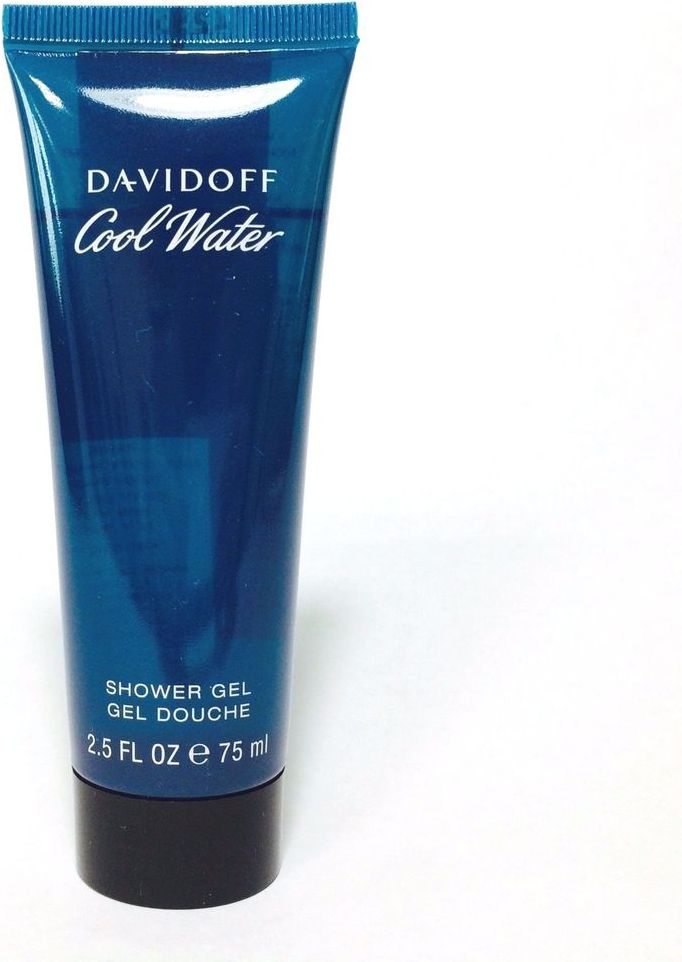 DAVIDOFF
Cool Water
SHOWER GEL
GEL DOUCHE
2.5 FL OZ ℮ 75 ml